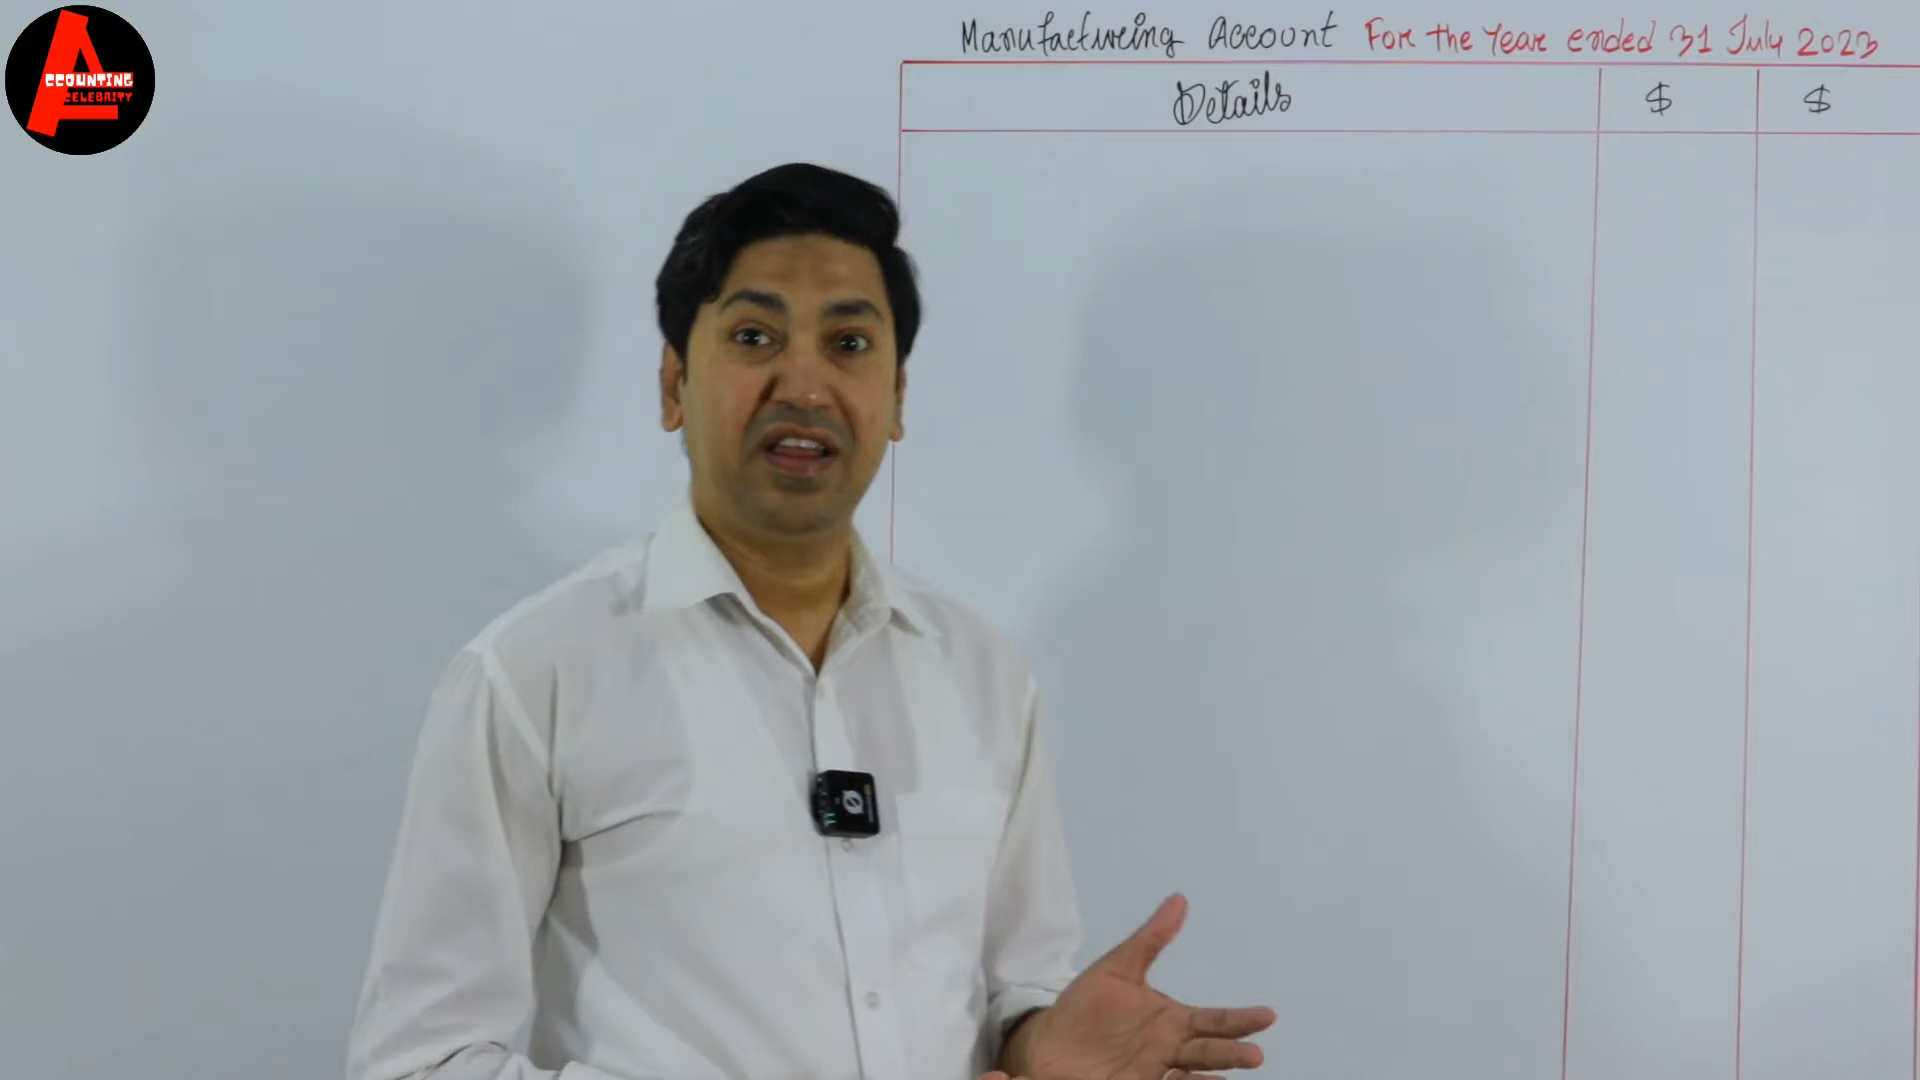 ACCOUNTING
CELEBRITY
Manufacturing Account For the Year ended 31 July 2023
Details $ $